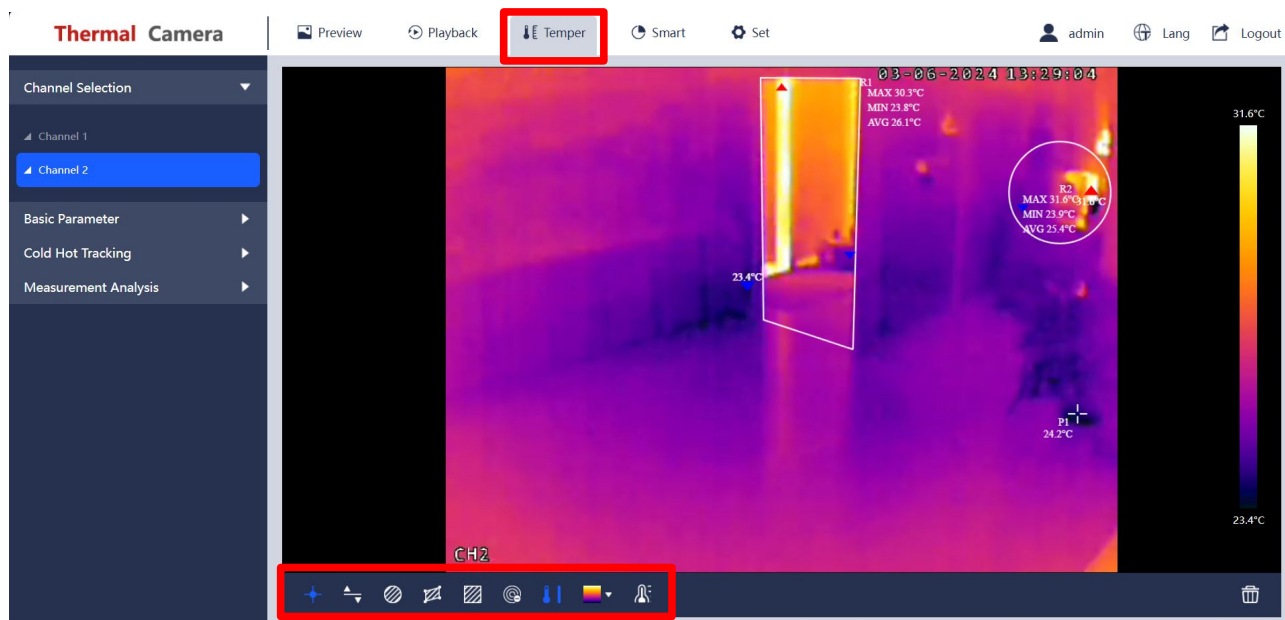 Thermal Camera
Preview
Playback
Temper
Smart
Set
admin
Lang
Logout
Channel Selection
Channel 1
Channel 2
Basic Parameter
Cold Hot Tracking
Measurement Analysis
03-06-2024 13:29:04
R1
MAX 30.3°C
MIN 23.8°C
AVG 26.1°C
31.6°C
R2
MAX 31.6°C
31.6°C
MIN 23.9°C
AVG 25.4°C
23.4°C
P1
24.2°C
23.4°C
CH2